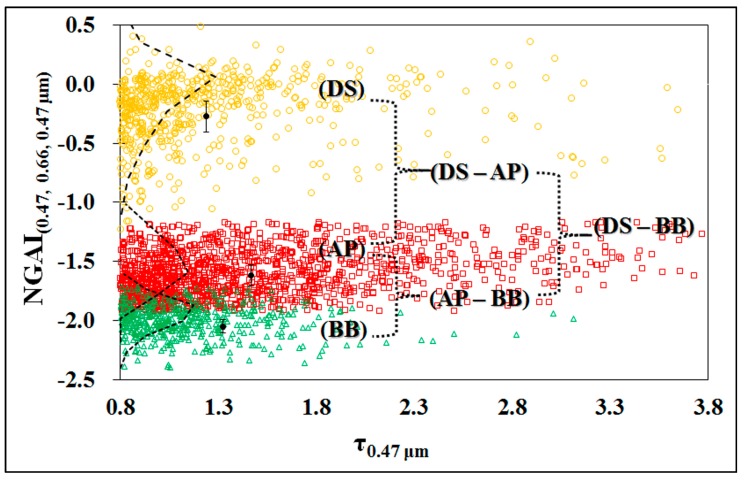 0.5
0.0
-0.5
-1.0
-1.5
-2.0
-2.5
NGAI(0.47, 0.66, 0.47 µm)
(DS)
(DS – AP)
(DS – BB)
(AP)
(AP – BB)
(BB)
0.8 1.3 1.8 2.3 2.8 3.3 3.8
τ0.47 µm